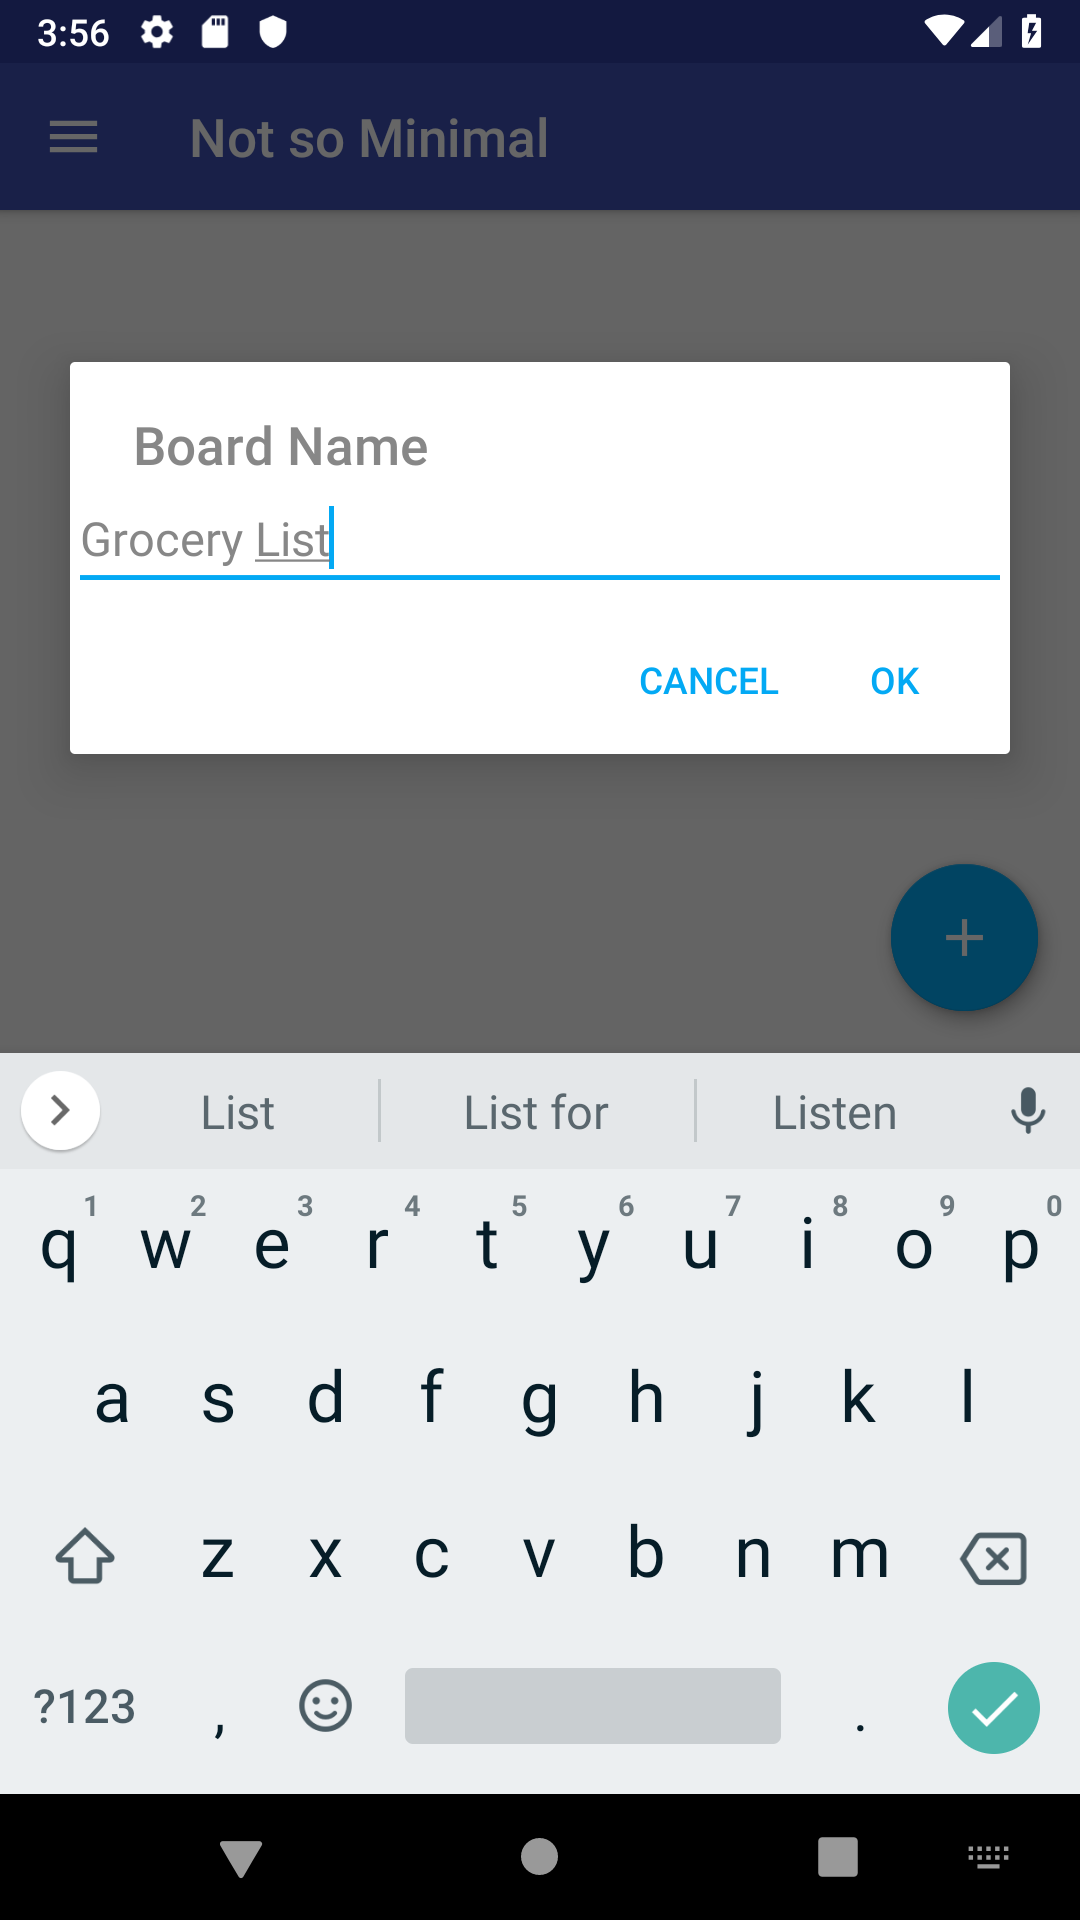 3:56
Not so Minimal
Board Name
Grocery List
CANCEL OK
List List for Listen
1 2 3 4 5 6 7 8 9 0
q w e r t y u i o p
a s d f g h j k l
z x c v b n m
?123 , .